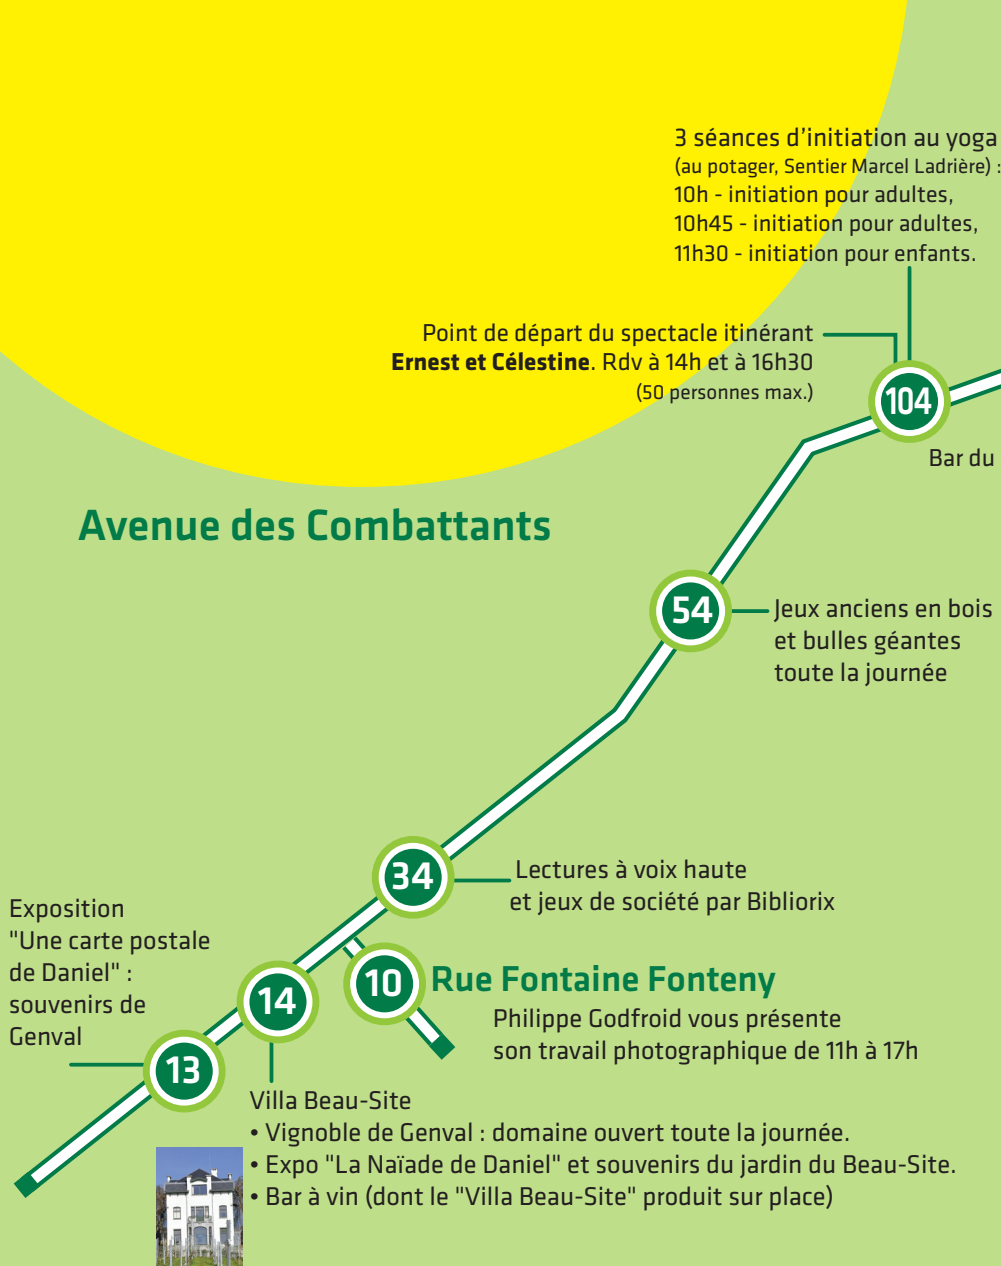 3 séances d'initiation au yoga
(au potager, Sentier Marcel Ladrière) :
10h - initiation pour adultes,
10h45 - initiation pour adultes,
11h30 - initiation pour enfants.
Point de départ du spectacle itinérant
Ernest et Célestine. Rdv à 14h et à 16h30
(50 personnes max.)
104
Bar du
Avenue des Combattants
54
Jeux anciens en bois
et bulles géantes
toute la journée
34
Lectures à voix haute
et jeux de société par Bibliorix
Exposition
"Une carte postale
de Daniel" :
souvenirs de
Genval
10
Rue Fontaine Fonteny
Philippe Godfroid vous présente
son travail photographique de 11h à 17h
14
13
Villa Beau-Site
• Vignoble de Genval : domaine ouvert toute la journée.
• Expo "La Naïade de Daniel" et souvenirs du jardin du Beau-Site.
• Bar à vin (dont le "Villa Beau-Site" produit sur place)